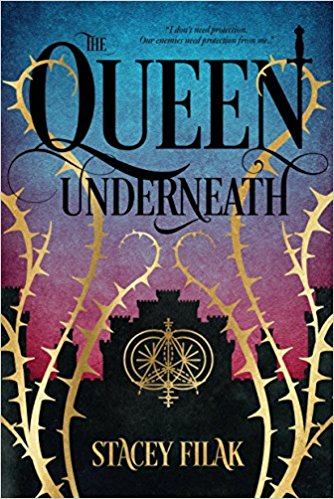 THE
"I don't need protection.
Our enemies need protection from me."
QUEEN
UNDERNEATH
STACEY FILAK